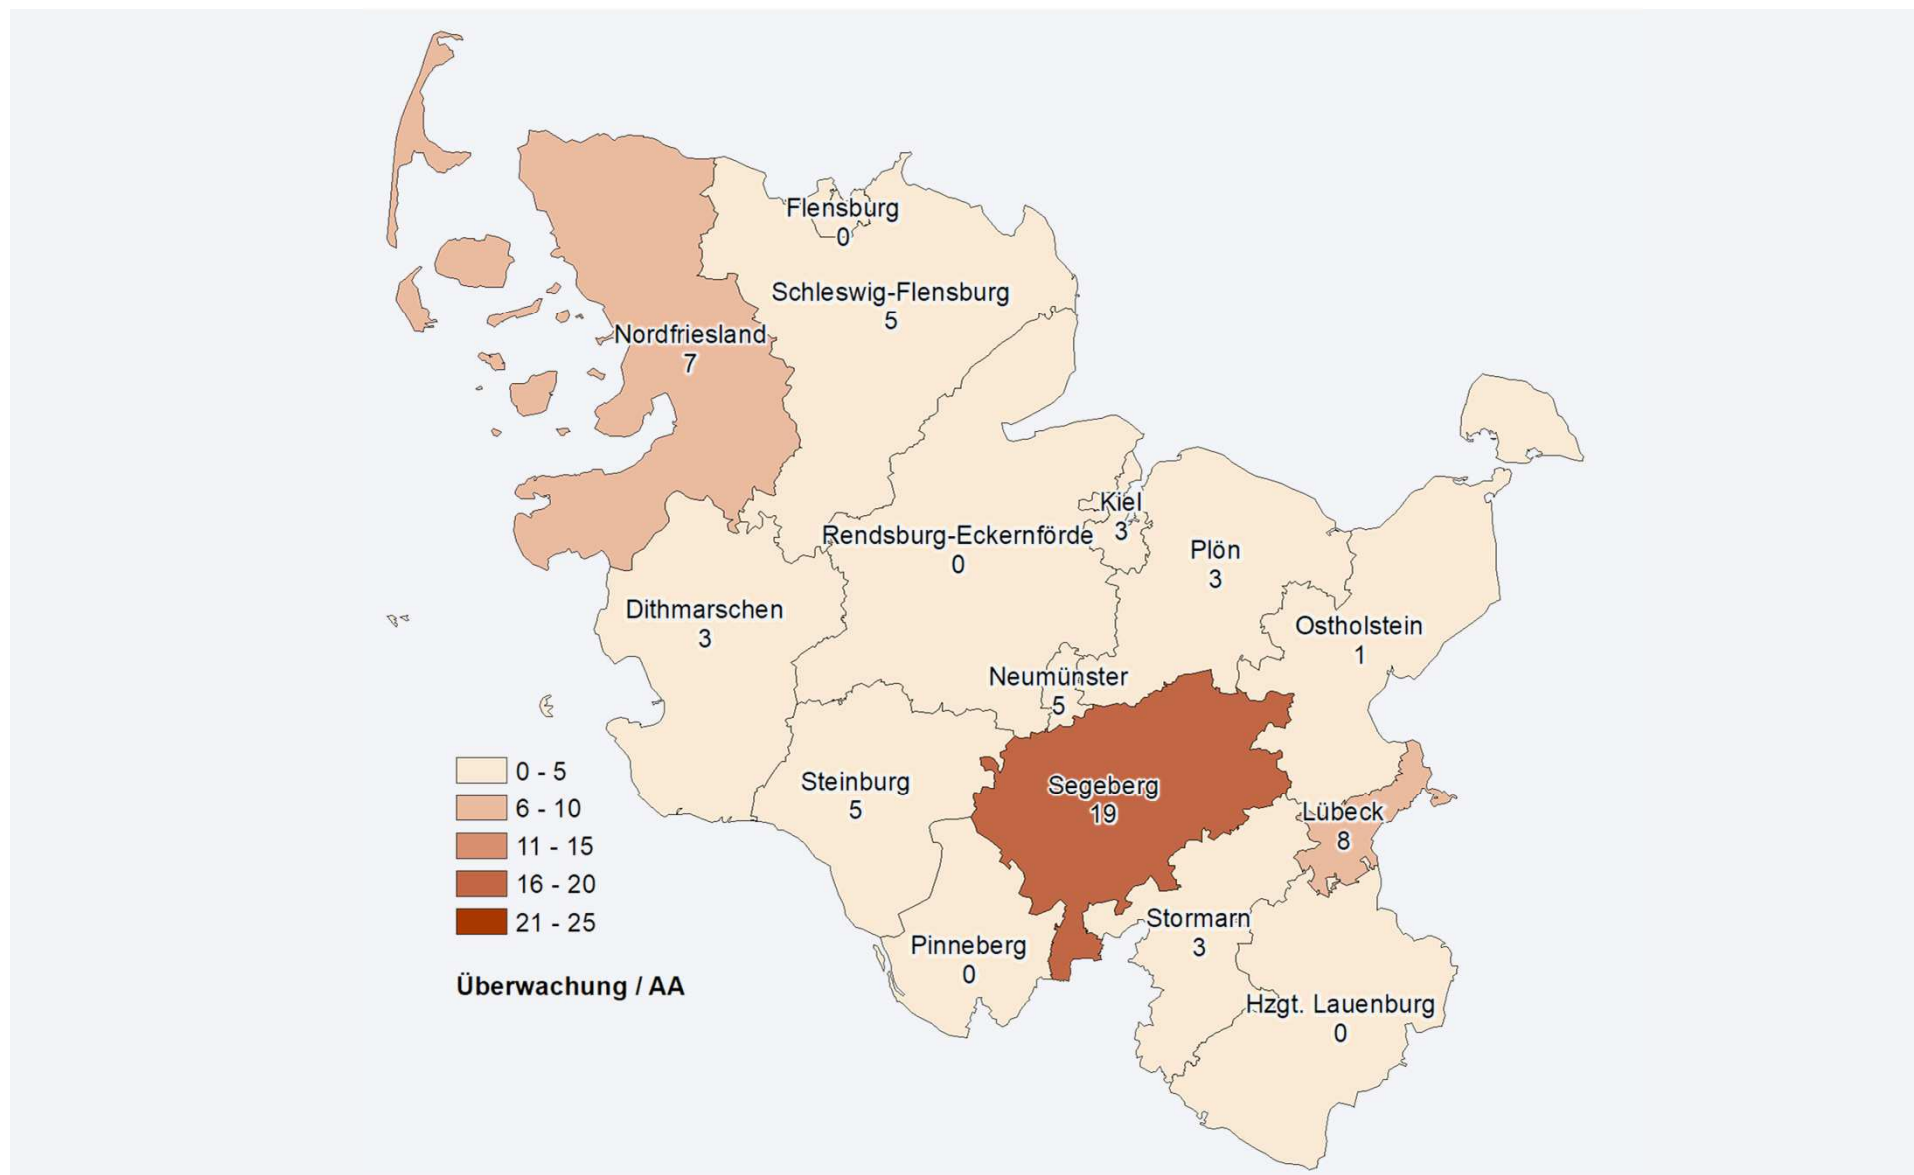 Flensburg
0
Schleswig-Flensburg
5
Nordfriesland
7
Kiel
3
Rendsburg-Eckernförde
0
Plön
3
Dithmarschen
3
Ostholstein
1
Neumünster
5
Steinburg
5
Segeberg
19
Lübeck
8
Stormarn
3
Pinneberg
0
Hzgt. Lauenburg
0
0 - 5
6 - 10
11 - 15
16 - 20
21 - 25
Überwachung / AA